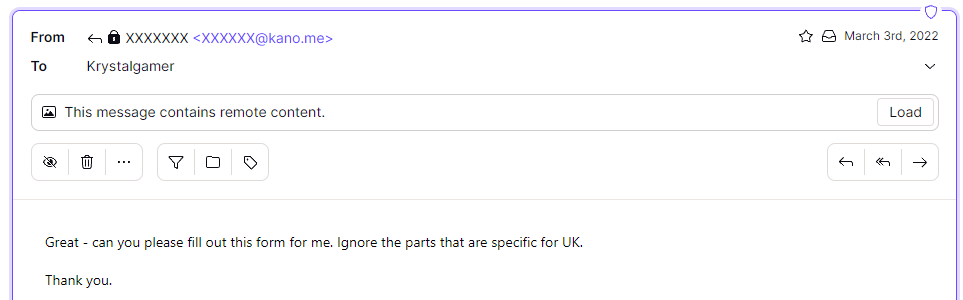 From XXXXXXX <XXXXXX@kano.me> March 3rd, 2022
To Krystalgamer
This message contains remote content. Load
Great - can you please fill out this form for me. Ignore the parts that are specific for UK.
Thank you.